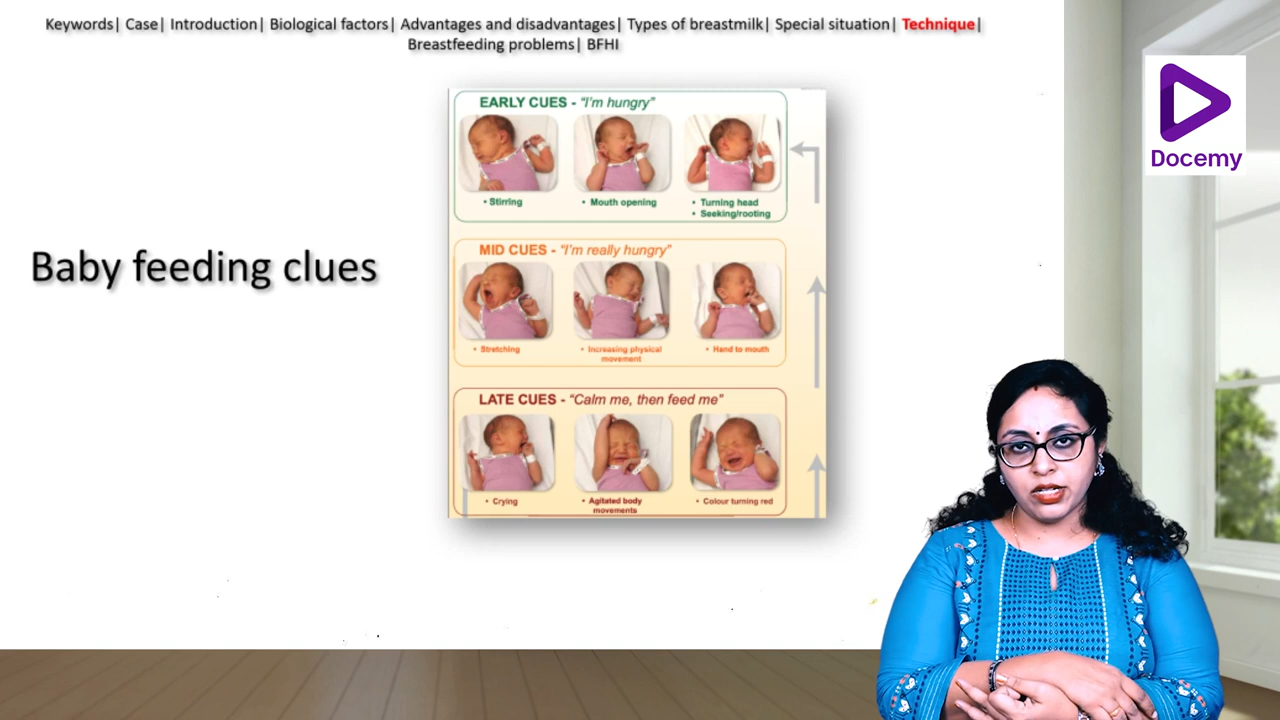 Keywords| Case| Introduction| Biological factors| Advantages and disadvantages| Types of breastmilk| Special situation| Technique|
Breastfeeding problems| BFHI
Docemy
Baby feeding clues
EARLY CUES - "I'm hungry"
• Stirring
• Mouth opening
• Turning head
• Seeking/rooting
MID CUES - "I'm really hungry"
• Stretching
• Increasing physical
movement
• Hand to mouth
LATE CUES - "Calm me, then feed me"
• Crying
• Agitated body
movements
• Colour turning red